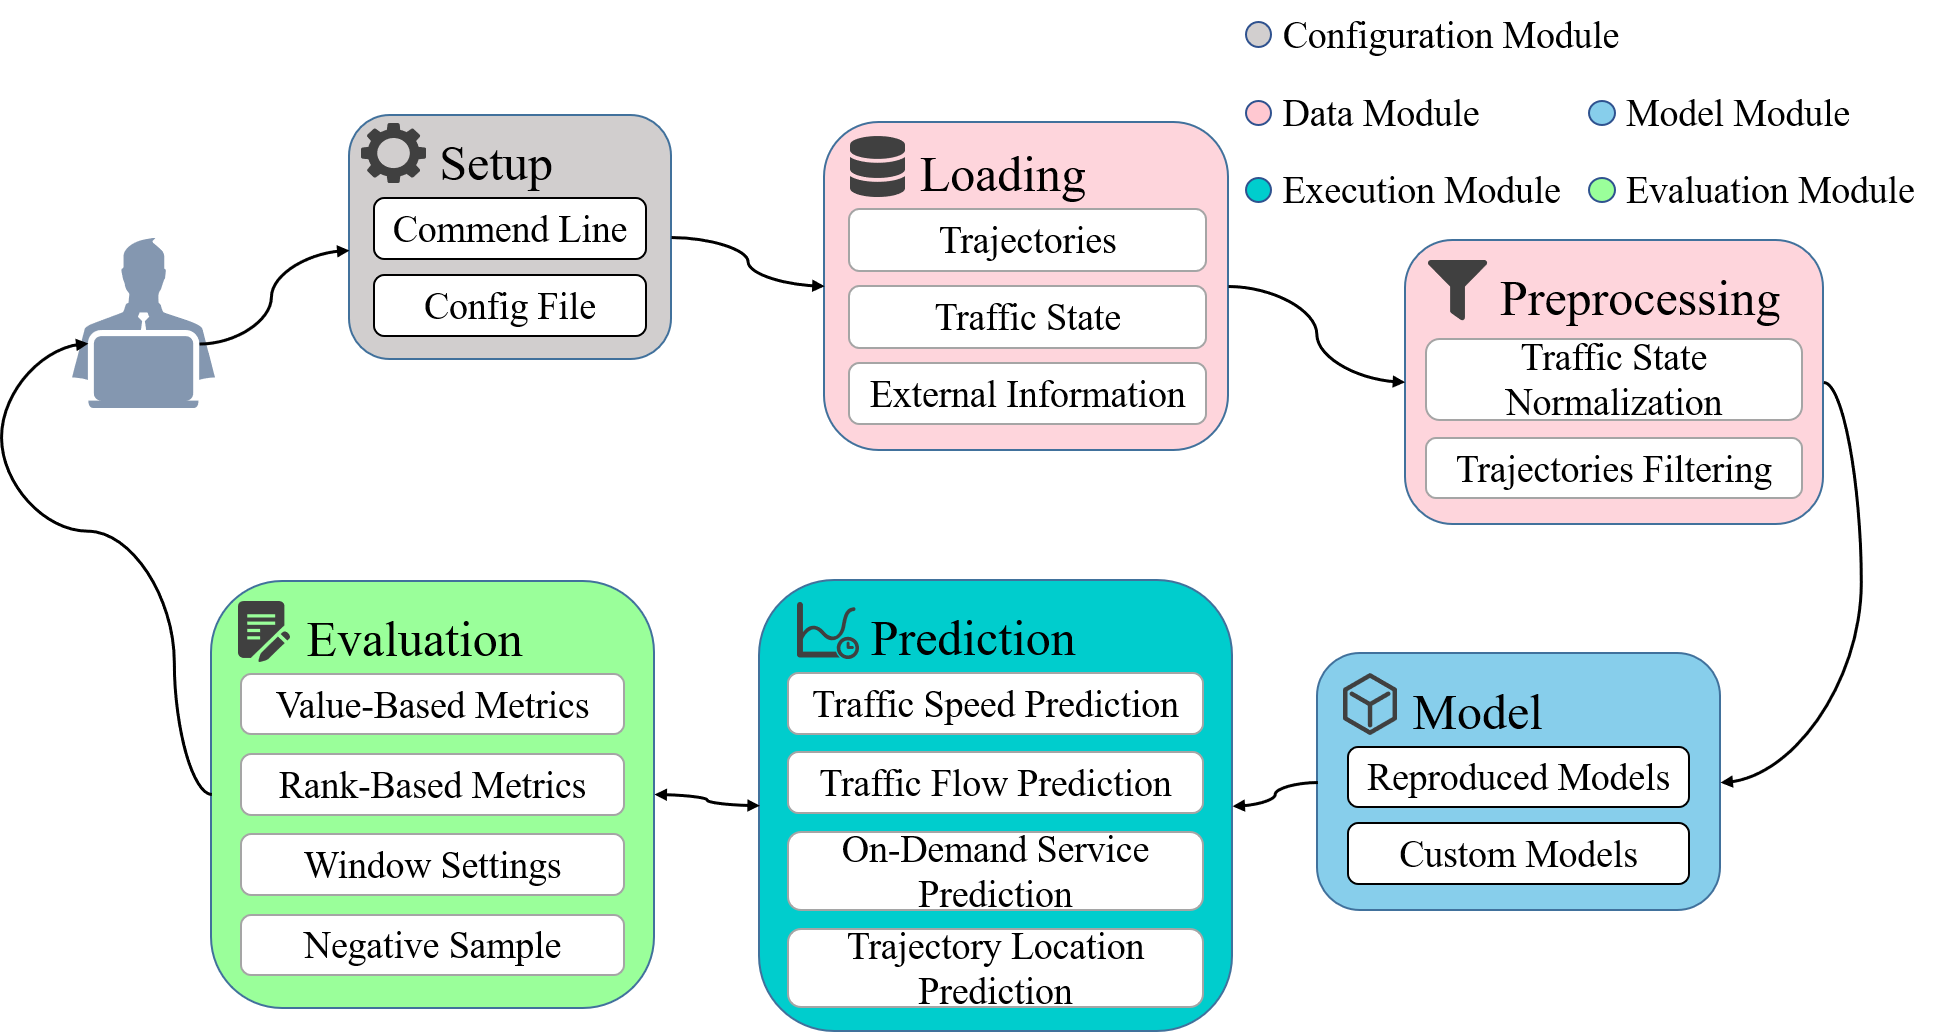 Configuration Module
Data Module
Model Module
Execution Module
Evaluation Module
Setup
Commend Line
Config File
Loading
Trajectories
Traffic State
External Information
Preprocessing
Traffic State
Normalization
Trajectories Filtering
Evaluation
Value-Based Metrics
Rank-Based Metrics
Window Settings
Negative Sample
Prediction
Traffic Speed Prediction
Traffic Flow Prediction
On-Demand Service
Prediction
Trajectory Location
Prediction
Model
Reproduced Models
Custom Models